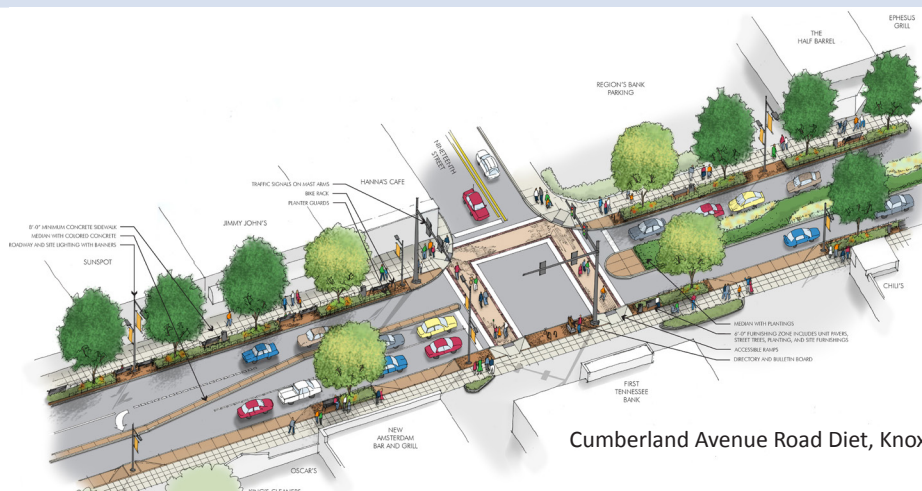 EPHESUS
GRILL
THE
HALF BARREL
REGION'S BANK
PARKING
NINETEENTH
STREET
TRAFFIC SIGNALS ON MAST ARMS
BIKE RACK
PLANTER GUARDS
HANNA'S CAFE
8'-0" MINIMUM CONCRETE SIDEWALK
MEDIAN WITH COLORED CONCRETE
ROADWAY AND SITE LIGHTING WITH BANNERS
JIMMY JOHN'S
SUNSPOT
CHILI'S
MEDIAN WITH PLANTINGS
6'-0" FURNISHING ZONE INCLUDES UNIT PAVERS,
STREET TREES, PLANTING, AND SITE FURNISHINGS
ACCESSIBLE RAMPS
DIRECTORY AND BULLETIN BOARD
FIRST
TENNESSEE
BANK
NEW
AMSTERDAM
BAR AND GRILL
OSCAR'S
Cumberland Avenue Road Diet, Knox